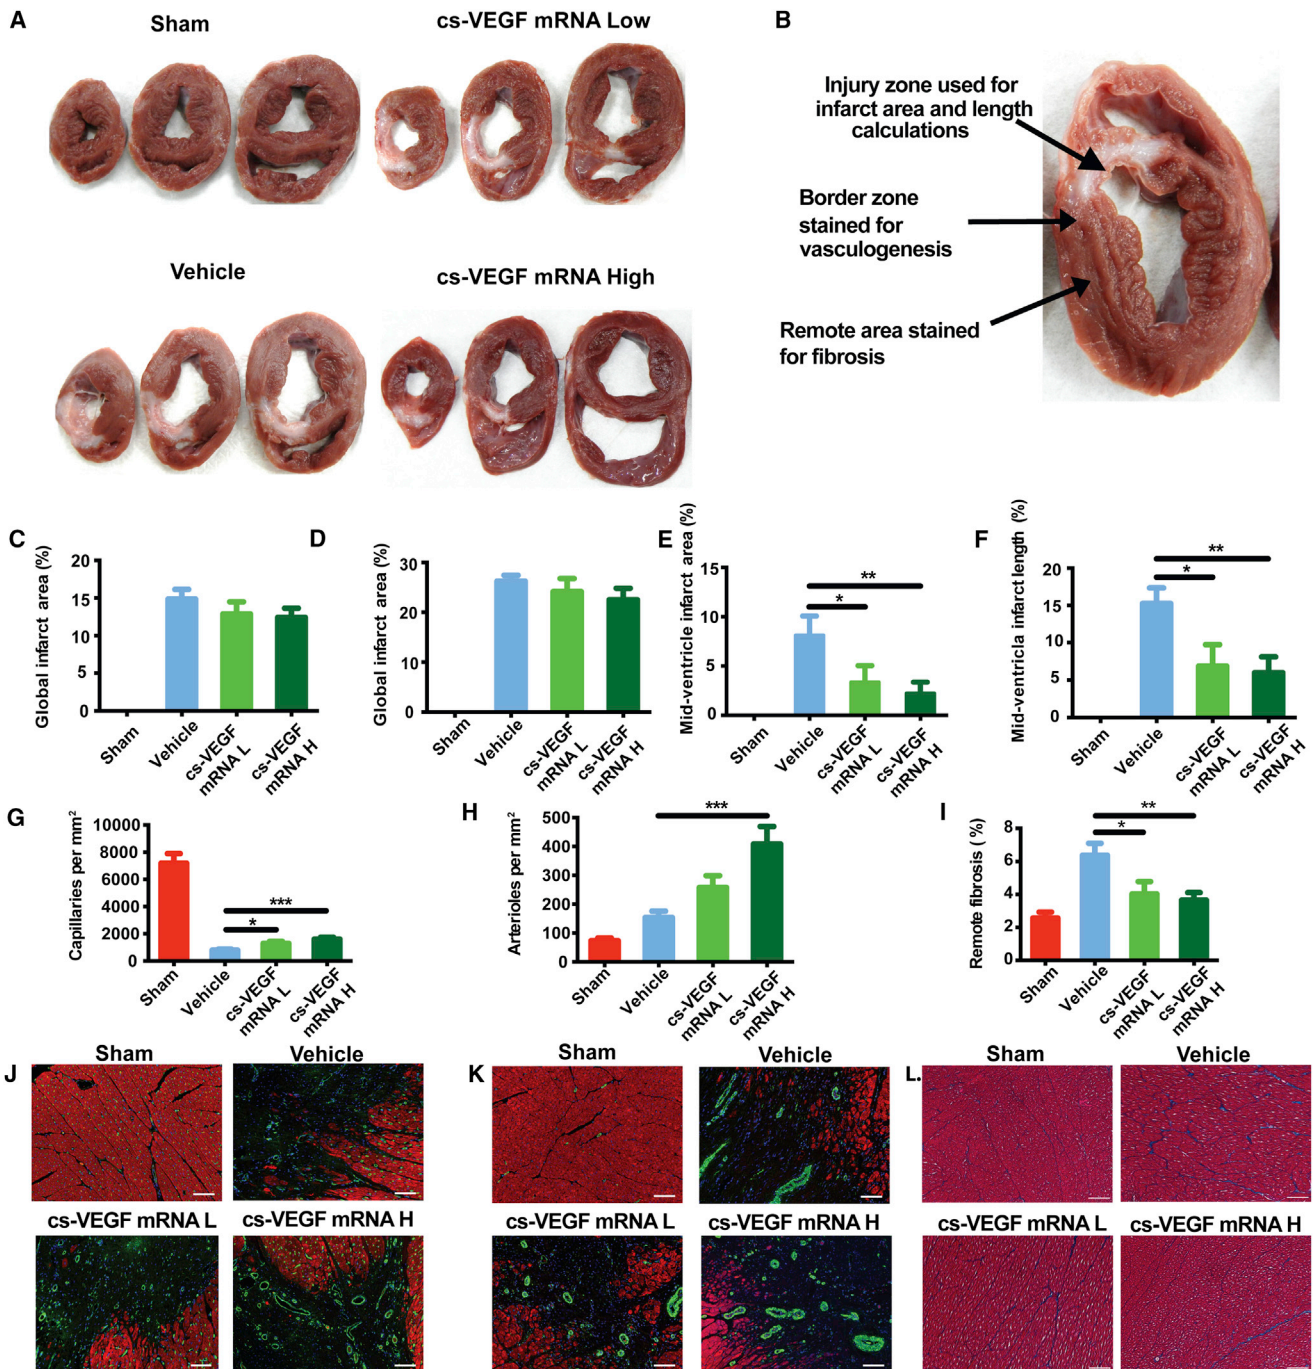 A
Sham
cs-VEGF mRNA Low
Vehicle
cs-VEGF mRNA High
B
Injury zone used for
infarct area and length
calculations
Border zone
stained for
vasculogenesis
Remote area stained
for fibrosis
C
Global infarct area (%)
20
15
10
5
0
Sham
Vehicle
cs-VEGF
mRNA L
cs-VEGF
mRNA H
D
Global infarct area (%)
30
20
10
0
Sham
Vehicle
cs-VEGF
mRNA L
cs-VEGF
mRNA H
E
Mid-ventricle infarct area (%)
15
10
5
0
**
*
Sham
Vehicle
cs-VEGF
mRNA L
cs-VEGF
mRNA H
F
Mid-ventricla infarct length (%)
20
15
10
5
0
**
*
Sham
Vehicle
cs-VEGF
mRNA L
cs-VEGF
mRNA H
G
Capillaries per mm²
10000
8000
6000
4000
2000
0
***
*
Sham
Vehicle
cs-VEGF
mRNA L
cs-VEGF
mRNA H
H
Arterioles per mm²
500
400
300
200
100
0
***
Sham
Vehicle
cs-VEGF
mRNA L
cs-VEGF
mRNA H
I
Remote fibrosis ( %)
8
6
4
2
0
**
*
Sham
Vehicle
cs-VEGF
mRNA L
cs-VEGF
mRNA H
J
Sham
Vehicle
cs-VEGF mRNA L
cs-VEGF mRNA H
K
Sham
Vehicle
cs-VEGF mRNA L
cs-VEGF mRNA H
L.
Sham
Vehicle
cs-VEGF mRNA L
cs-VEGF mRNA H